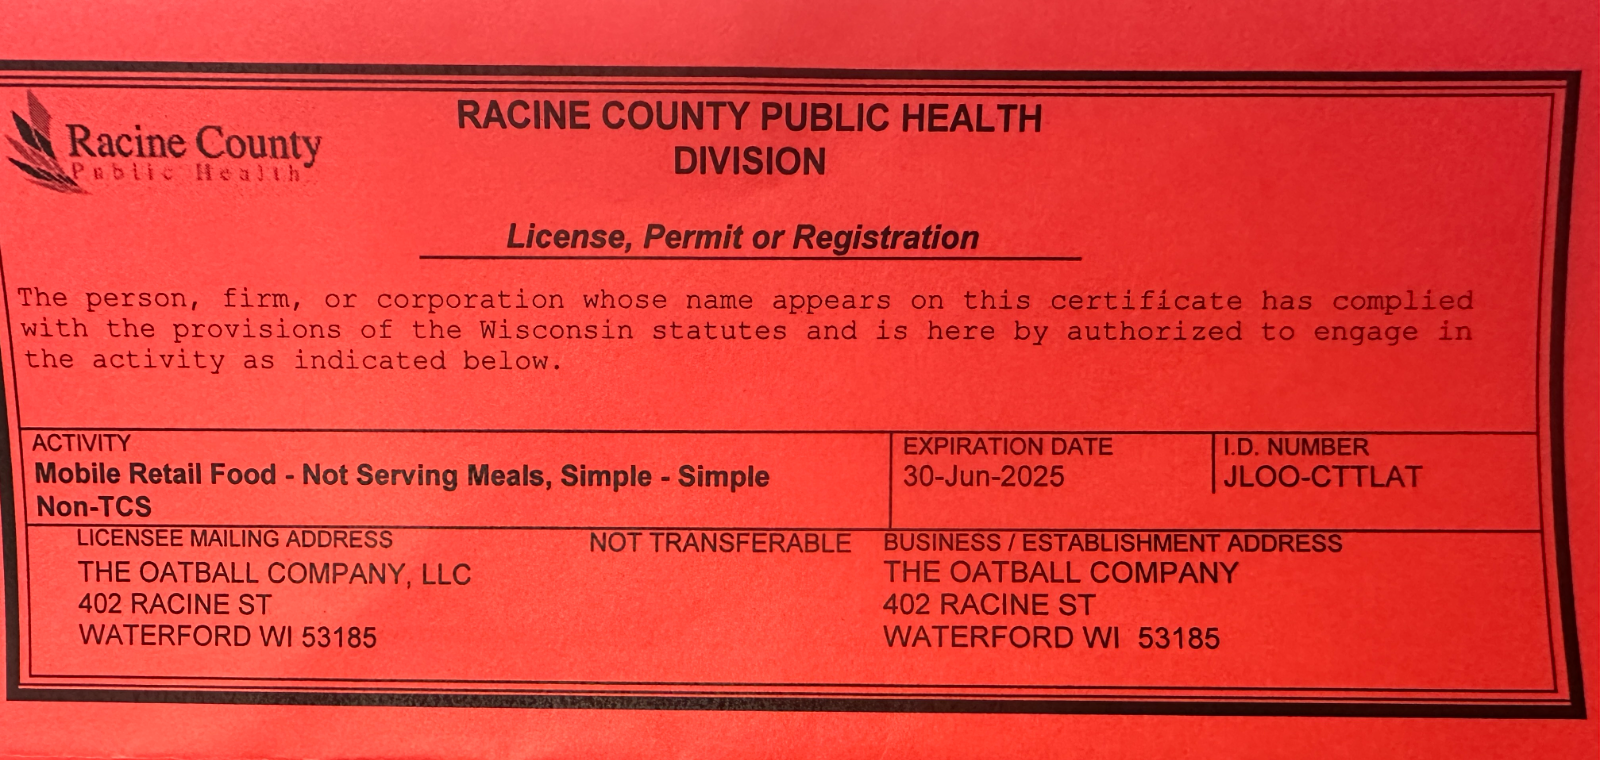 Racine County
Public Health
RACINE COUNTY PUBLIC HEALTH
DIVISION
License, Permit or Registration
The person, firm, or corporation whose name appears on this certificate has complied
with the provisions of the Wisconsin statutes and is here by authorized to engage in
the activity as indicated below.
ACTIVITY
Mobile Retail Food - Not Serving Meals, Simple - Simple
Non-TCS
EXPIRATION DATE
30-Jun-2025
I.D. NUMBER
JLOO-CTTLAT
LICENSEE MAILING ADDRESS
THE OATBALL COMPANY, LLC
402 RACINE ST
WATERFORD WI 53185
NOT TRANSFERABLE
BUSINESS / ESTABLISHMENT ADDRESS
THE OATBALL COMPANY
402 RACINE ST
WATERFORD WI  53185